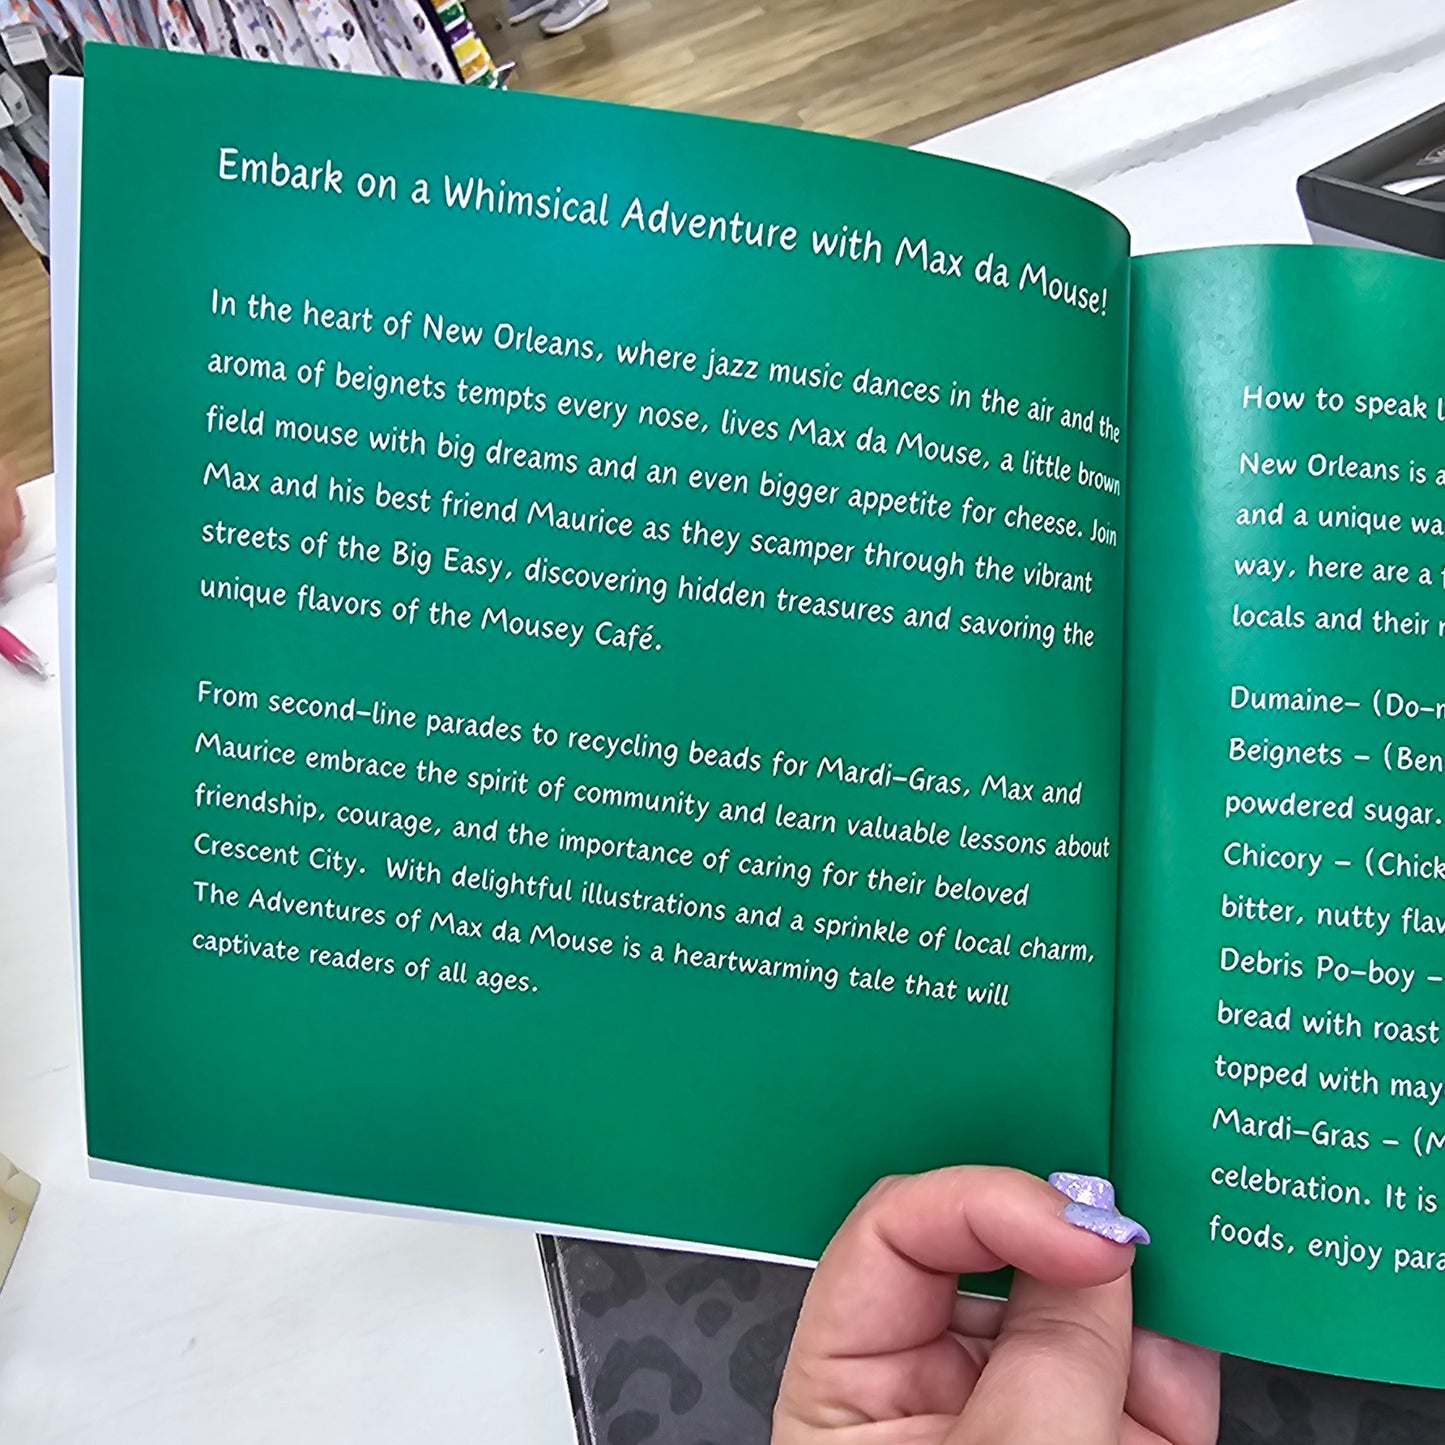 Embark on a Whimsical Adventure with Max da Mouse!
In the heart of New Orleans, where jazz music dances in the air and the
aroma of beignets tempts every nose, lives Max da Mouse, a little brown
field mouse with big dreams and an even bigger appetite for cheese. Join
Max and his best friend Maurice as they scamper through the vibrant
streets of the Big Easy, discovering hidden treasures and savoring the
unique flavors of the Mousey Café.
From second-line parades to recycling beads for Mardi-Gras, Max and
Maurice embrace the spirit of community and learn valuable lessons about
friendship, courage, and the importance of caring for their beloved
Crescent City. With delightful illustrations and a sprinkle of local charm,
The Adventures of Max da Mouse is a heartwarming tale that will
captivate readers of all ages.
How to speak
New Orleans is a
and a unique
way, here are a
locals and their
Dumaine-
Beignets -
powdered sugar.
Chicory -
bitter, nutty
Debris Po-boy -
bread with roast
topped with
Mardi-Gras -
celebration. It is
foods, enjoy